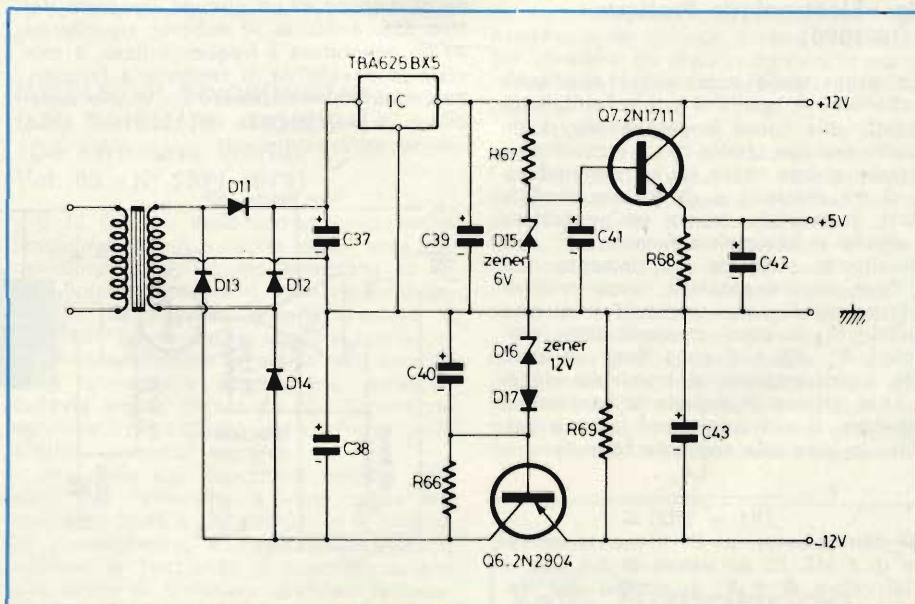 TBA625BX5
IC
+12V
Q7.2N1711
R67
D11
+5V
C37
C39
D15
zener
6V
C41
R68
C42
D13
D12
D16
zener
12V
C40
D14
D17
R69
C43
C38
R66
-12V
Q6.2N2904